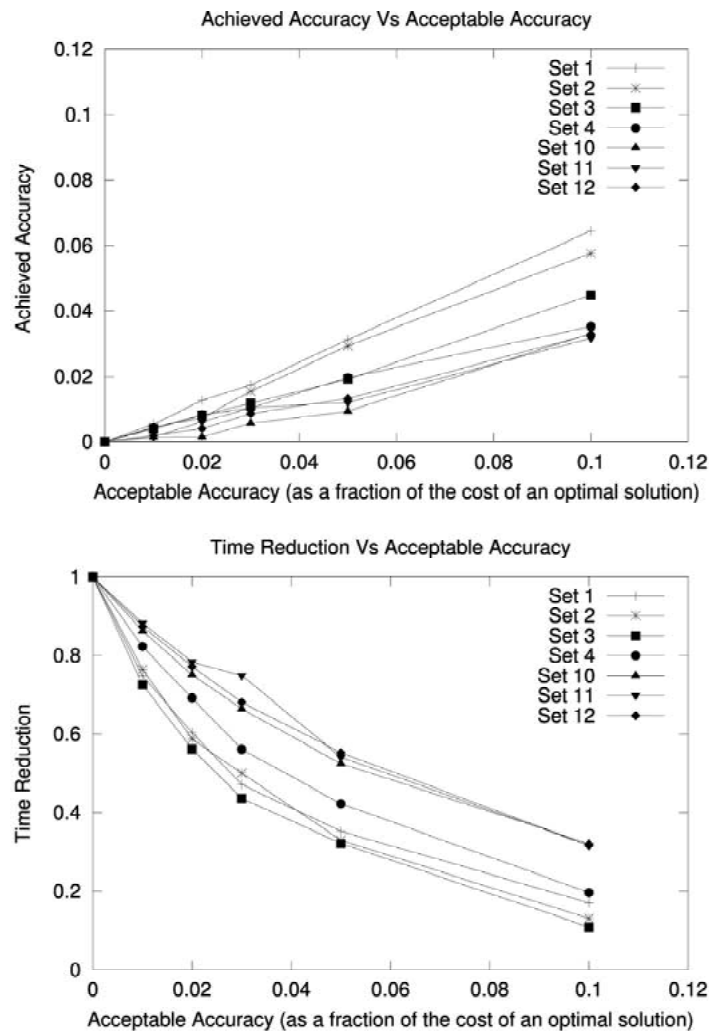 Achieved Accuracy Vs Acceptable Accuracy
0.12
0.1
0.08
0.06
0.04
0.02
0
Achieved Accuracy
Set 1
Set 2
Set 3
Set 4
Set 10
Set 11
Set 12
0 0.02 0.04 0.06 0.08 0.1 0.12
Acceptable Accuracy (as a fraction of the cost of an optimal solution)
Time Reduction Vs Acceptable Accuracy
1
0.8
0.6
0.4
0.2
0
Time Reduction
Set 1
Set 2
Set 3
Set 4
Set 10
Set 11
Set 12
0 0.02 0.04 0.06 0.08 0.1 0.12
Acceptable Accuracy (as a fraction of the cost of an optimal solution)